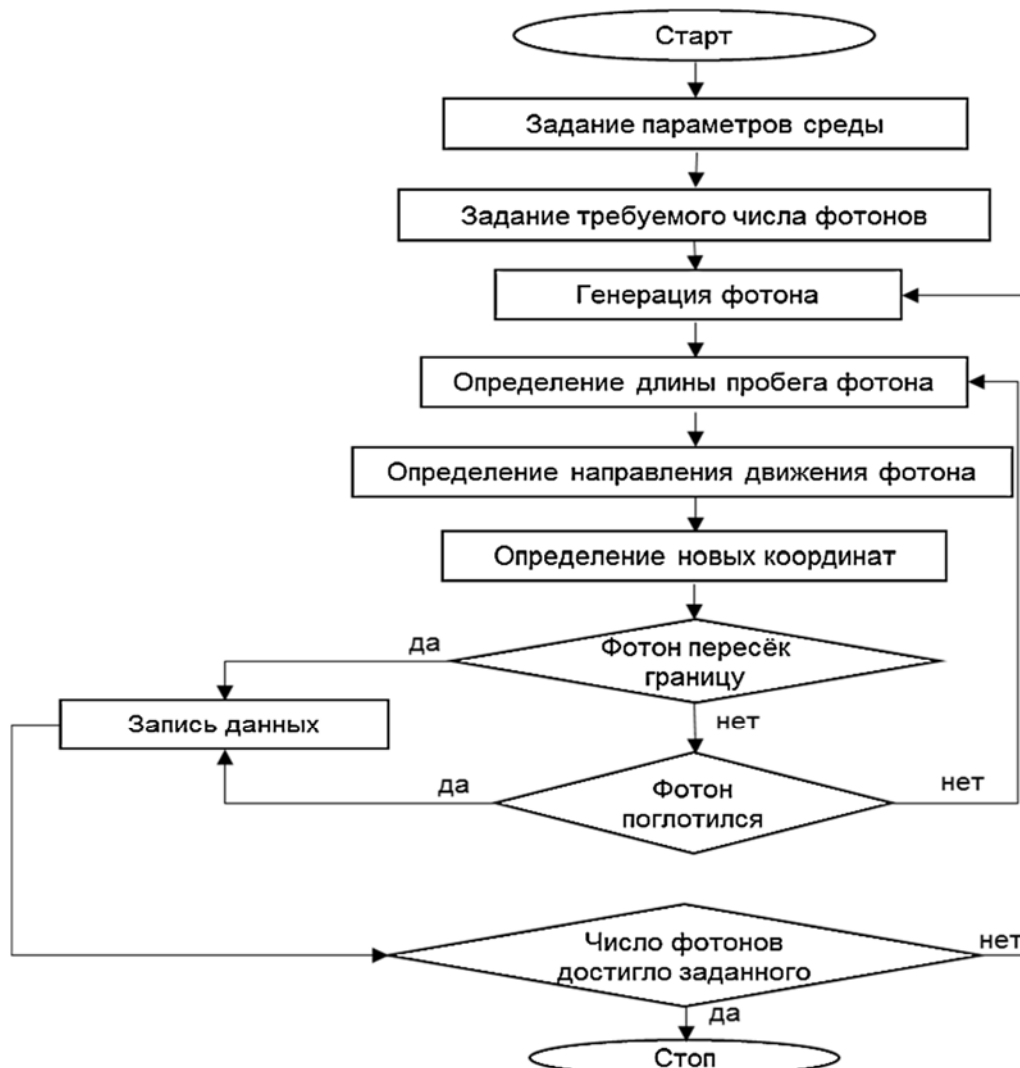 Старт
Задание параметров среды
Задание требуемого числа фотонов
Генерация фотона
Определение длины пробега фотона
Определение направления движения фотона
Определение новых координат
да
Фотон пересёк
границу
Запись данных
нет
да
Фотон
поглотился
нет
Число фотонов
достигло заданного
нет
да
Стоп